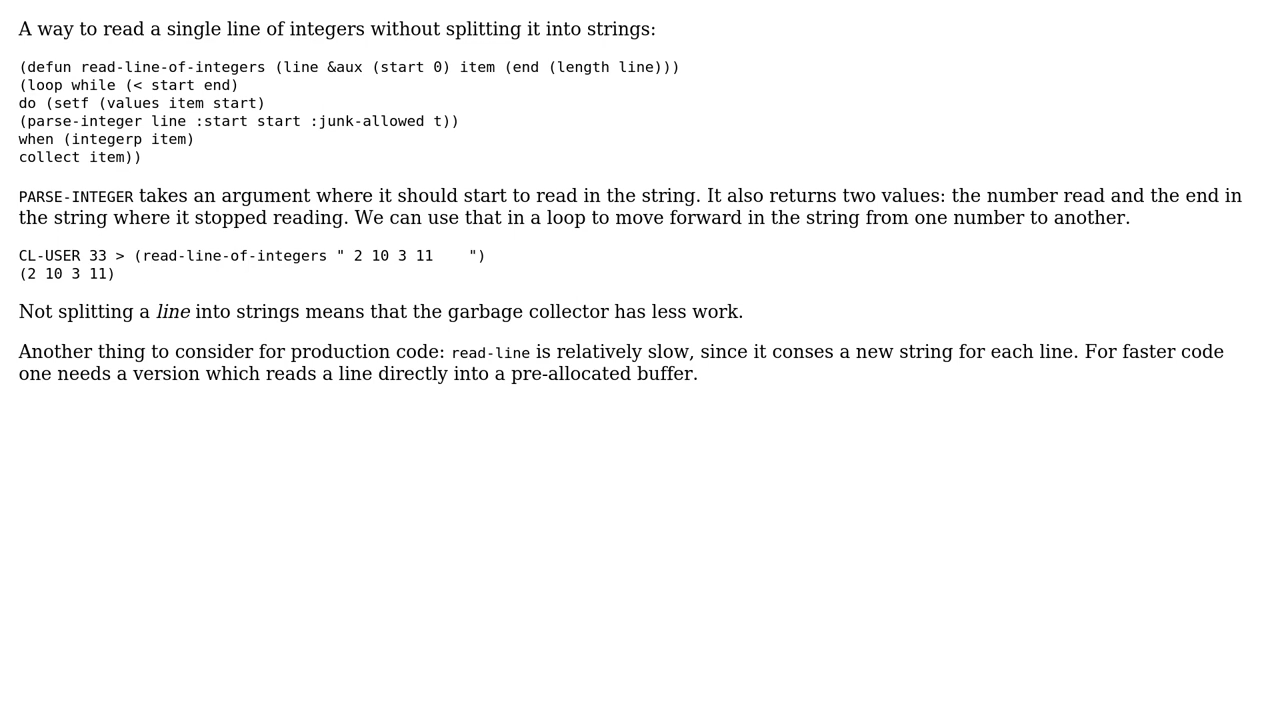 A way to read a single line of integers without splitting it into strings:
(defun read-line-of-integers (line &aux (start 0) item (end (length line)))
(loop while (< start end)
do (setf (values item start)
(parse-integer line :start start :junk-allowed t))
when (integerp item)
collect item))
PARSE-INTEGER takes an argument where it should start to read in the string. It also returns two values: the number read and the end in
the string where it stopped reading. We can use that in a loop to move forward in the string from one number to another.
CL-USER 33 > (read-line-of-integers " 2 10 3 11    ")
(2 10 3 11)
Not splitting a line into strings means that the garbage collector has less work.
Another thing to consider for production code: read-line is relatively slow, since it conses a new string for each line. For faster code
one needs a version which reads a line directly into a pre-allocated buffer.